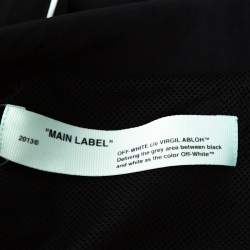 2013® "MAIN LABEL"
OFF-WHITE c/o VIRGIL ABLOH™
Defining the grey area between black
and white as the color Off-White™